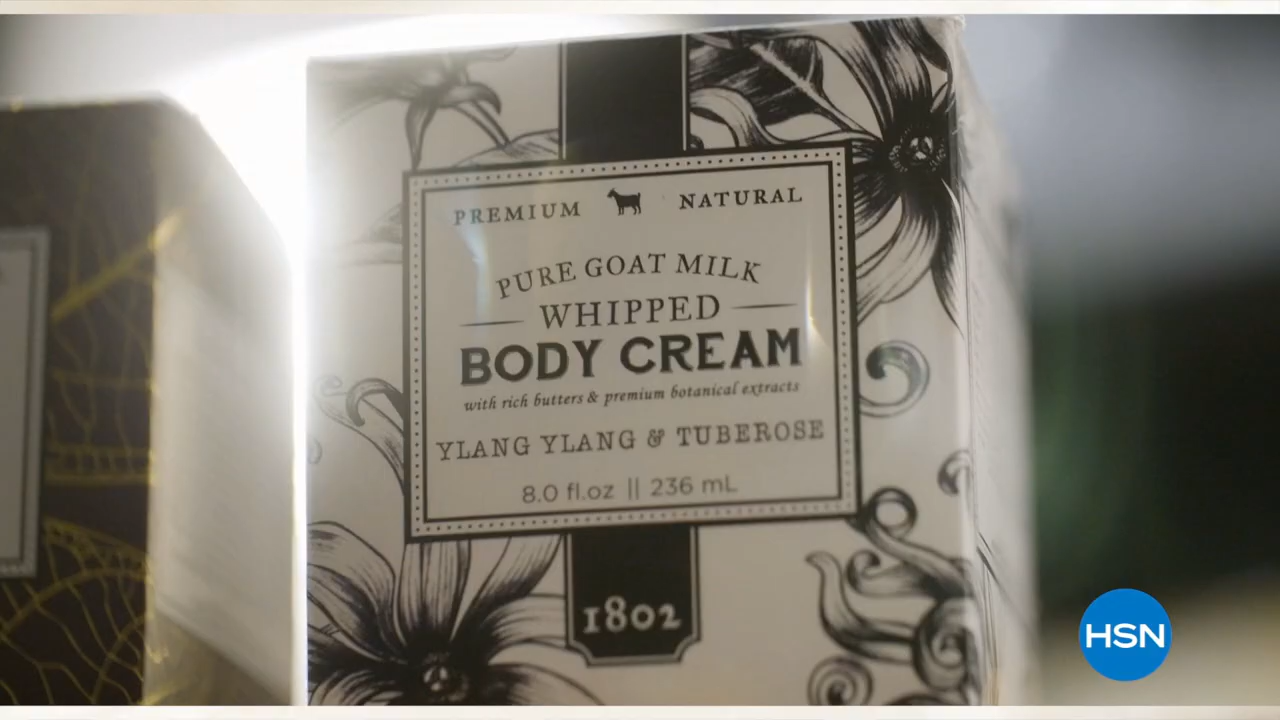 PREMIUM NATURAL
PURE GOAT MILK
WHIPPED
BODY CREAM
with rich butters & premium botanical extracts
YLANG YLANG & TUBEROSE
8.0 fl.oz || 236 mL
1802
HSN